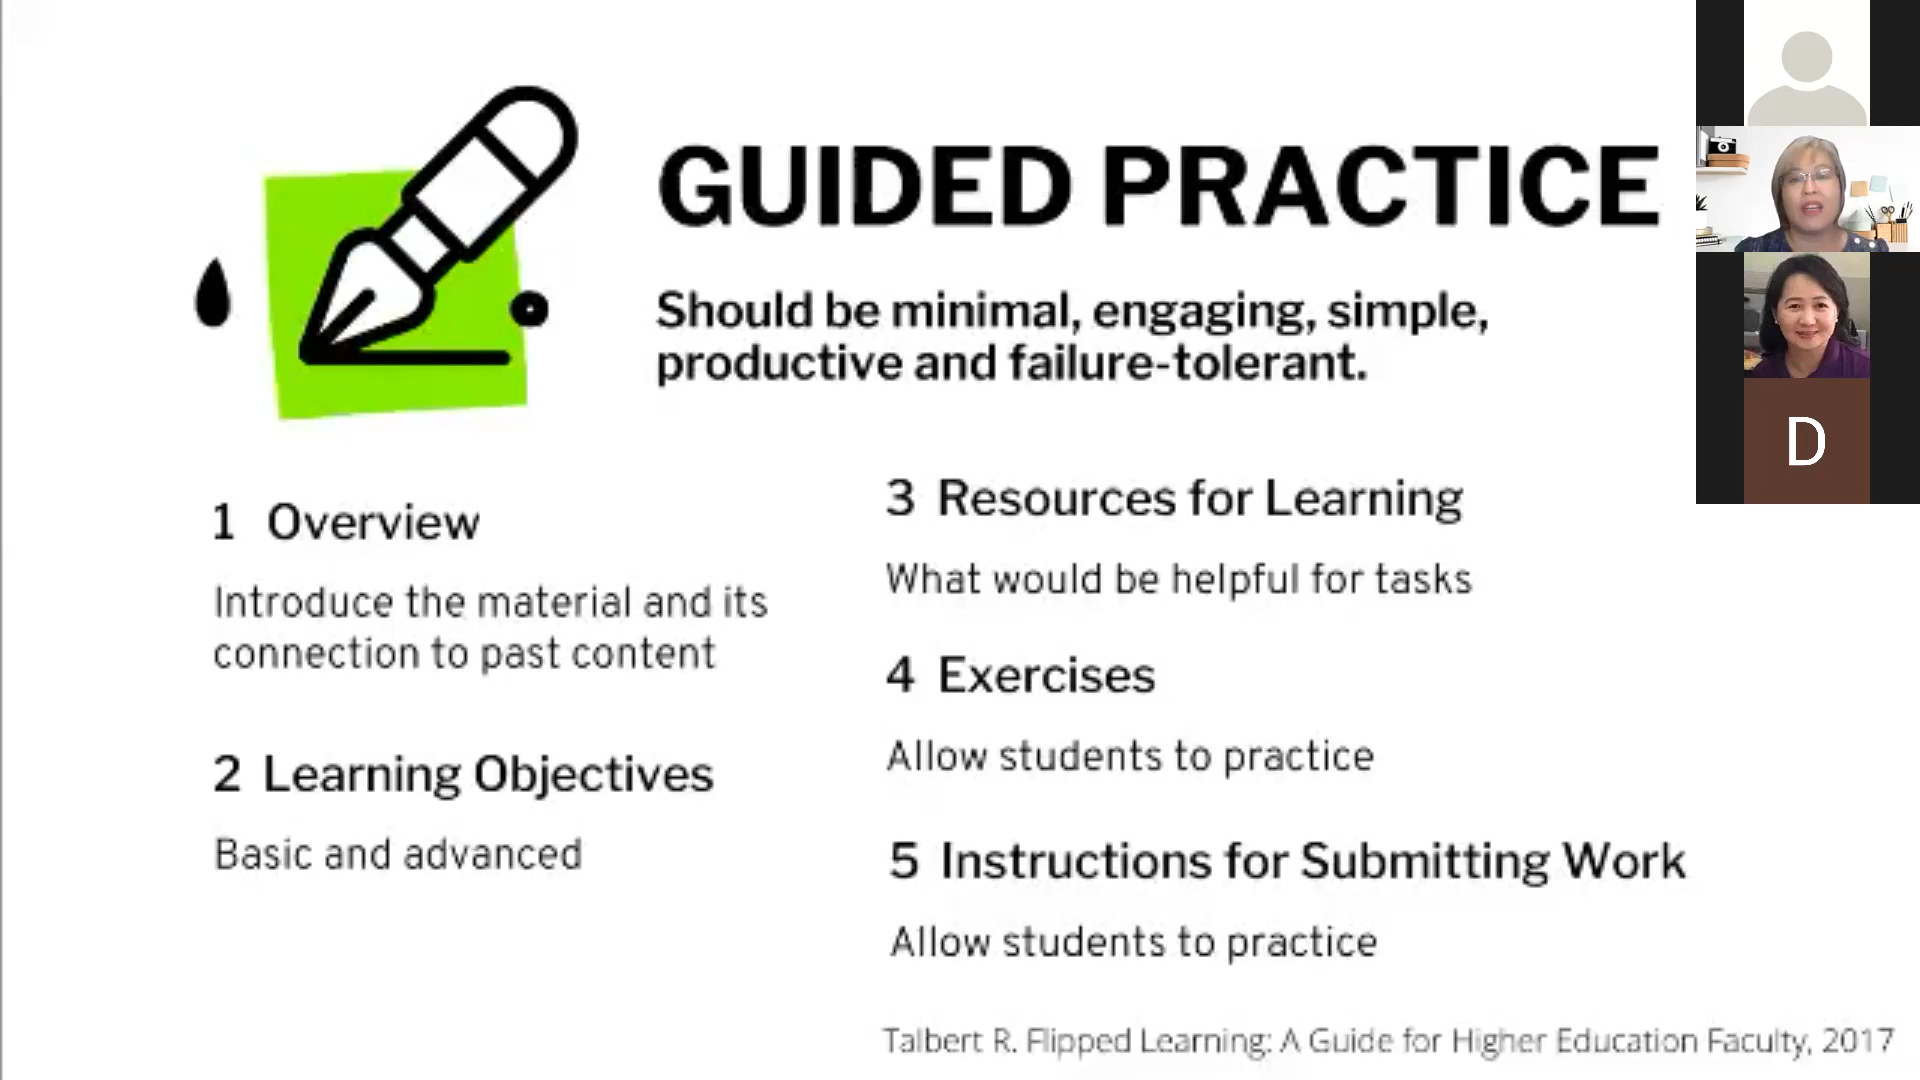 GUIDED PRACTICE
Should be minimal, engaging, simple,
productive and failure-tolerant.
1 Overview
Introduce the material and its
connection to past content
2 Learning Objectives
Basic and advanced
3 Resources for Learning
What would be helpful for tasks
4 Exercises
Allow students to practice
5 Instructions for Submitting Work
Allow students to practice
Talbert R. Flipped Learning: A Guide for Higher Education Faculty, 2017
D